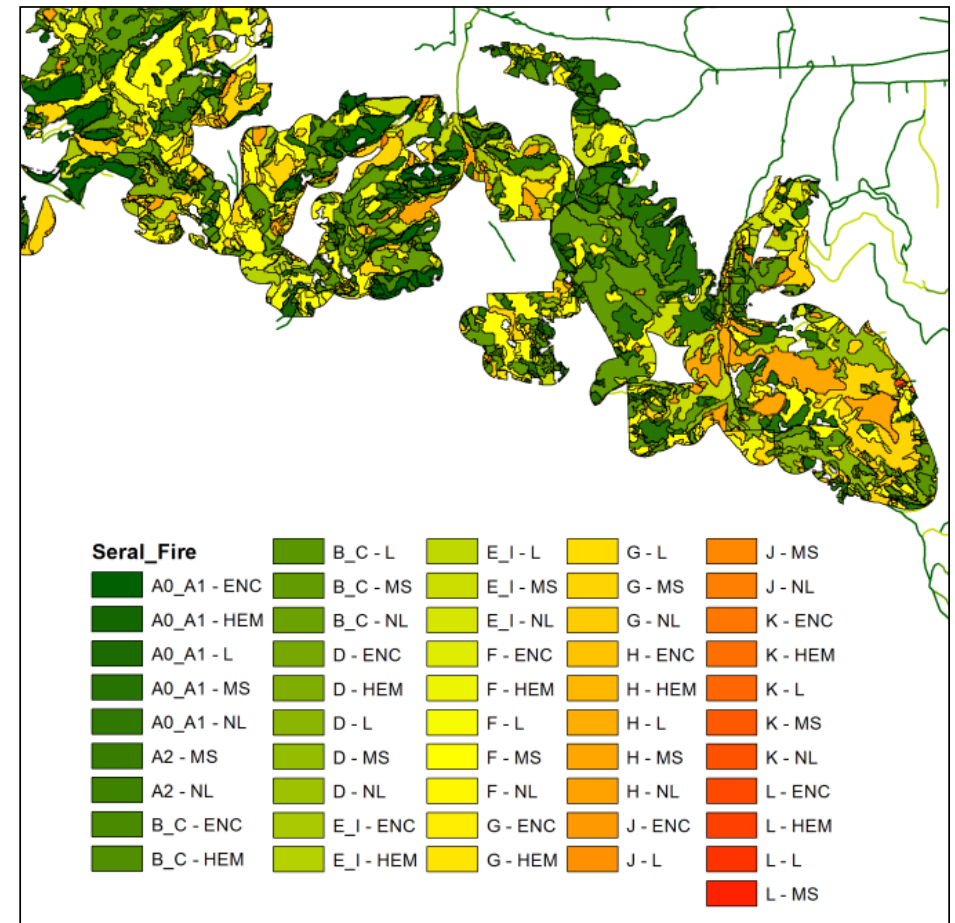 Seral_Fire
A0_A1 - ENC
A0_A1 - HEM
A0_A1 - L
A0_A1 - MS
A0_A1 - NL
A2 - MS
A2 - NL
B_C - ENC
B_C - HEM
B_C - L
B_C - MS
B_C - NL
D - ENC
D - HEM
D - L
D - MS
D - NL
E_I - ENC
E_I - HEM
E_I - L
E_I - MS
E_I - NL
F - ENC
F - HEM
F - L
F - MS
F - NL
G - ENC
G - HEM
G - L
G - MS
G - NL
H - ENC
H - HEM
H - L
H - MS
H - NL
J - ENC
J - L
J - MS
J - NL
K - ENC
K - HEM
K - L
K - MS
K - NL
L - ENC
L - HEM
L - L
L - MS